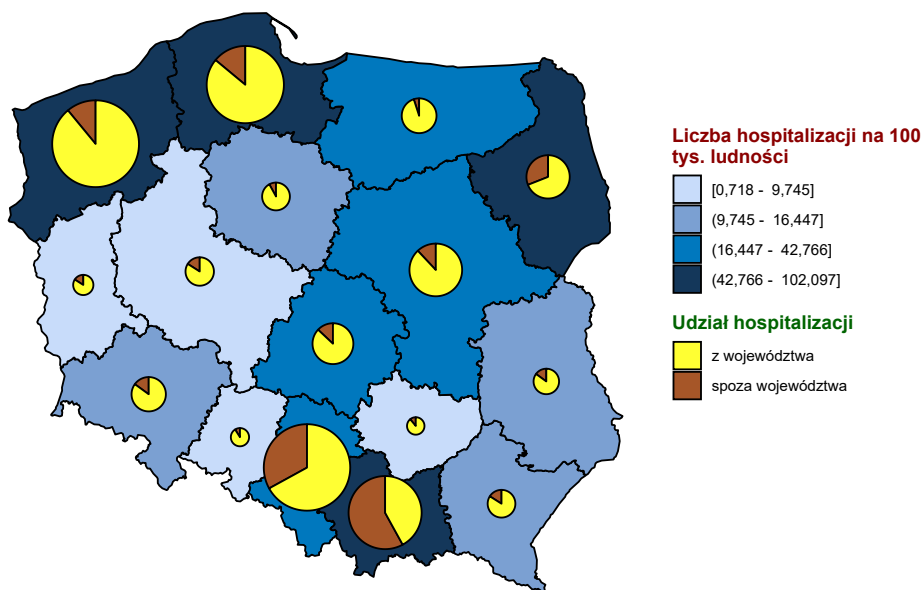 Liczba hospitalizacji na 100
tys. ludności
[0,718 - 9,745]
(9,745 - 16,447]
(16,447 - 42,766]
(42,766 - 102,097]
Udział hospitalizacji
z województwa
spoza województwa